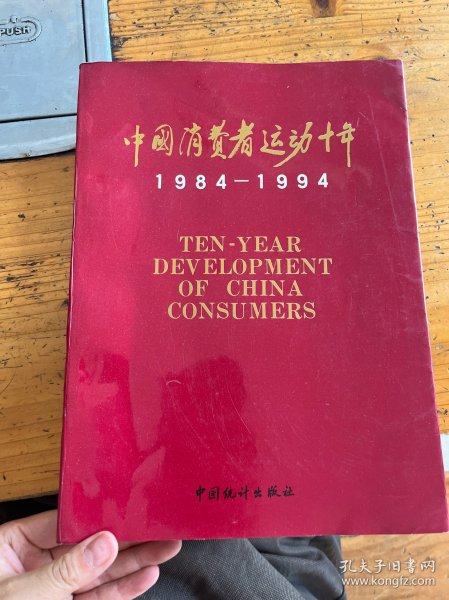 PUSH
中國消费者运动十年
1984—1994
TEN-YEAR
DEVELOPMENT
OF CHINA
CONSUMERS
中国统计出版社
孔夫子旧书网
www.kongfz.com